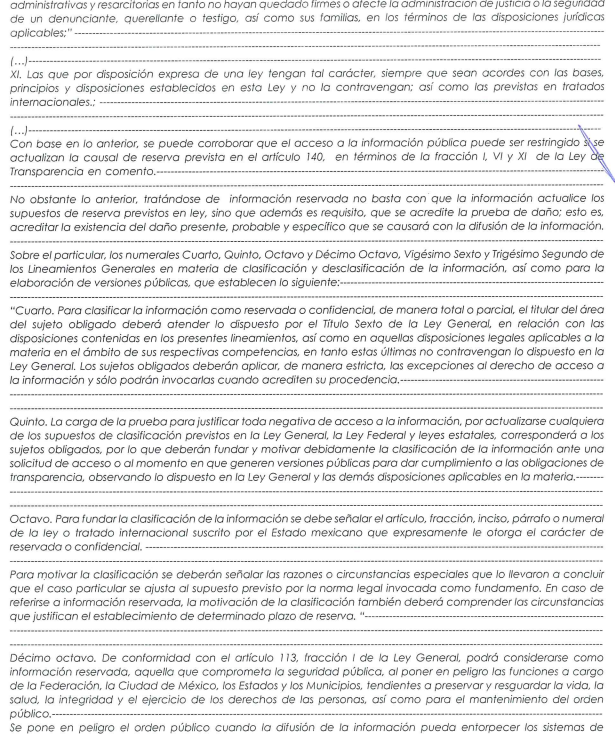 administrativas y resarcitorias en tanto no hayan quedado firmes o afecte la administración de justicia o la seguridad
de un denunciante, querellante o testigo, así como sus familias, en los términos de las disposiciones jurídicas
aplicables;"
(...)
XI. Las que por disposición expresa de una ley tengan tal carácter, siempre que sean acordes con las bases,
principios y disposiciones establecidos en esta Ley y no la contravengan; así como las previstas en tratados
internacionales.;
(...)
Con base en lo anterior, se puede corroborar que el acceso a la información pública puede ser restringido si se
actualizan la causal de reserva prevista en el artículo 140, en términos de la fracción I, VI y XI de la Ley de
Transparencia en comento.
No obstante lo anterior, tratándose de información reservada no basta con que la información actualice los
supuestos de reserva previstos en ley, sino que además es requisito, que se acredite la prueba de daño; esto es,
acreditar la existencia del daño presente, probable y específico que se causará con la difusión de la información.
Sobre el particular, los numerales Cuarto, Quinto, Octavo y Décimo Octavo, Vigésimo Sexto y Trigésimo Segundo de
los Lineamientos Generales en materia de clasificación y desclasificación de la información, así como para la
elaboración de versiones públicas, que establecen lo siguiente:
"Cuarto. Para clasificar la información como reservada o confidencial, de manera total o parcial, el titular del área
del sujeto obligado deberá atender lo dispuesto por el Título Sexto de la Ley General, en relación con las
disposiciones contenidas en los presentes lineamientos, así como en aquellas disposiciones legales aplicables a la
materia en el ámbito de sus respectivas competencias, en tanto estas últimas no contravengan lo dispuesto en la
Ley General. Los sujetos obligados deberán aplicar, de manera estricta, las excepciones al derecho de acceso a
la información y sólo podrán invocarlas cuando acrediten su procedencia.
Quinto. La carga de la prueba para justificar toda negativa de acceso a la información, por actualizarse cualquiera
de los supuestos de clasificación previstos en la Ley General, la Ley Federal y leyes estatales, corresponderá a los
sujetos obligados, por lo que deberán fundar y motivar debidamente la clasificación de la información ante una
solicitud de acceso o al momento en que generen versiones públicas para dar cumplimiento a las obligaciones de
transparencia, observando lo dispuesto en la Ley General y las demás disposiciones aplicables en la materia.
Octavo. Para fundar la clasificación de la información se debe señalar el artículo, fracción, inciso, párrafo o numeral
de la ley o tratado internacional suscrito por el Estado mexicano que expresamente le otorga el carácter de
reservada o confidencial.
Para motivar la clasificación se deberán señalar las razones o circunstancias especiales que lo llevaron a concluir
que el caso particular se ajusta al supuesto previsto por la norma legal invocada como fundamento. En caso de
referirse a información reservada, la motivación de la clasificación también deberá comprender las circunstancias
que justifican el establecimiento de determinado plazo de reserva. "
Décimo octavo. De conformidad con el artículo 113, fracción I de la Ley General, podrá considerarse como
información reservada, aquella que comprometa la seguridad pública, al poner en peligro las funciones a cargo
de la Federación, la Ciudad de México, los Estados y los Municipios, tendientes a preservar y resguardar la vida, la
salud, la integridad y el ejercicio de los derechos de las personas, así como para el mantenimiento del orden
público.
Se pone en peligro el orden público cuando la difusión de la información pueda entorpecer los sistemas de